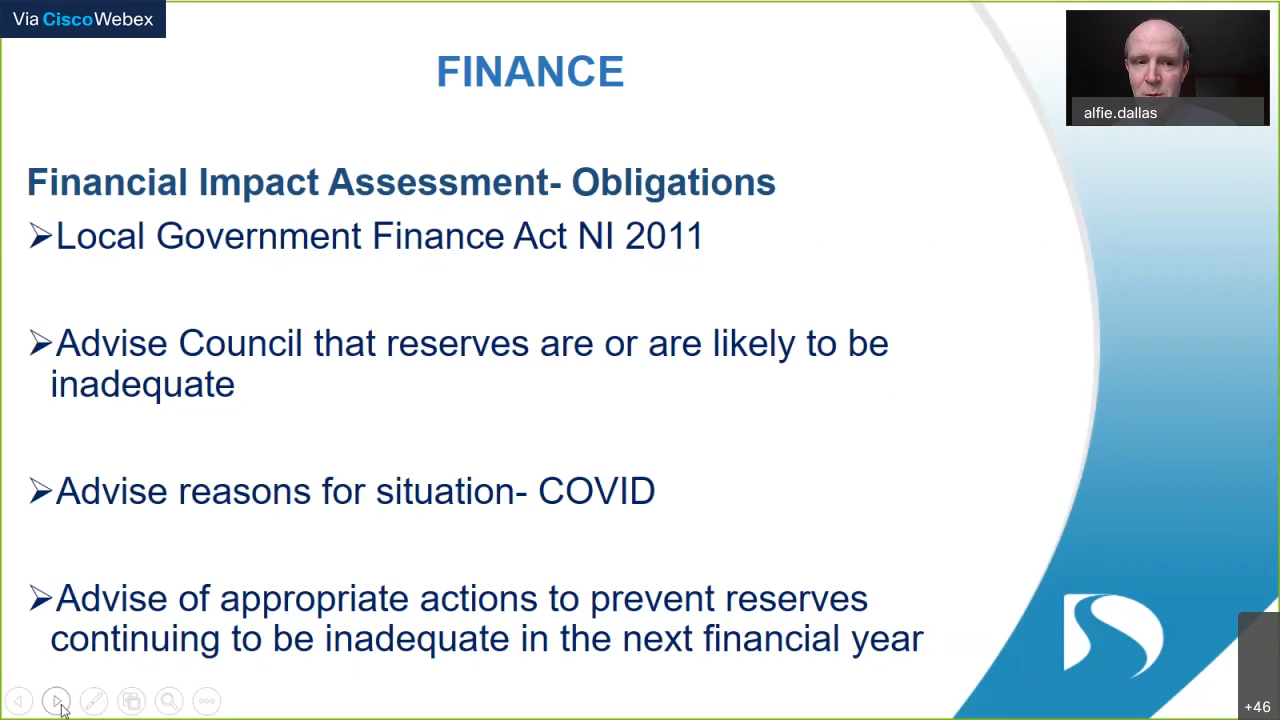 Via CiscoWebex
FINANCE
alfie.dallas
Financial Impact Assessment- Obligations
➢Local Government Finance Act NI 2011
➢Advise Council that reserves are or are likely to be
inadequate
➢Advise reasons for situation- COVID
➢Advise of appropriate actions to prevent reserves
continuing to be inadequate in the next financial year
+46